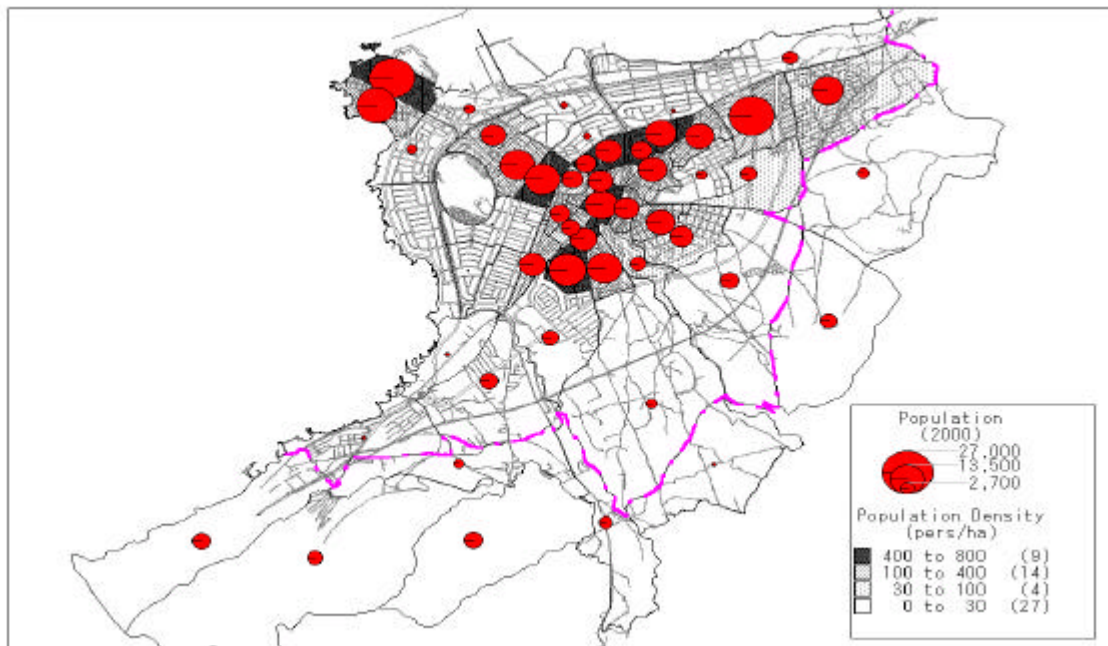 Population
(2000)
27,000
13,500
2,700
Population Density
(pers/ha)
400 to 800 (9)
100 to 400 (14)
30 to 100 (4)
0 to 30 (27)